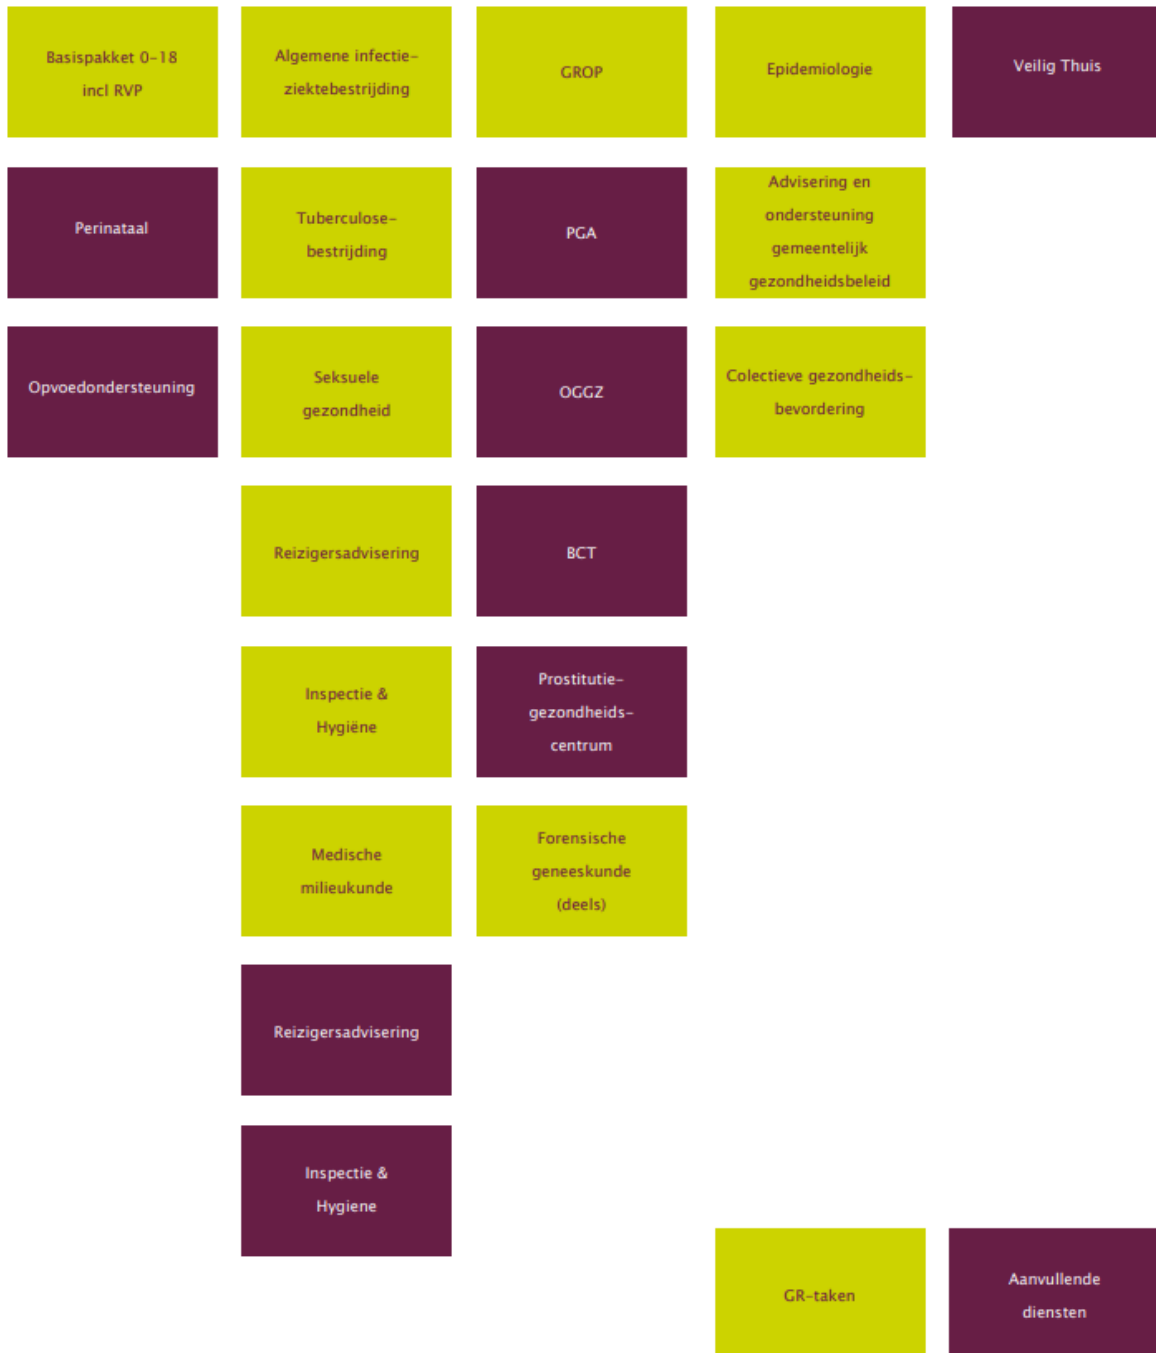 Basispakket 0-18
incl RVP
Algemene infectie-
ziektebestrijding
GROP
Epidemiologie
Veilig Thuis
Perinataal
Tuberculose-
bestrijding
PGA
Advisering en
ondersteuning
gemeentelijk
gezondheidsbeleid
Opvoedondersteuning
Seksuele
gezondheid
OGGZ
Colectieve gezondheids-
bevordering
Reizigersadvisering
BCT
Inspectie &
Hygiëne
Prostitutie-
gezondheids-
centrum
Medische
milieukunde
Forensische
geneeskunde
(deels)
Reizigersadvisering
Inspectie &
Hygiene
GR-taken
Aanvullende
diensten